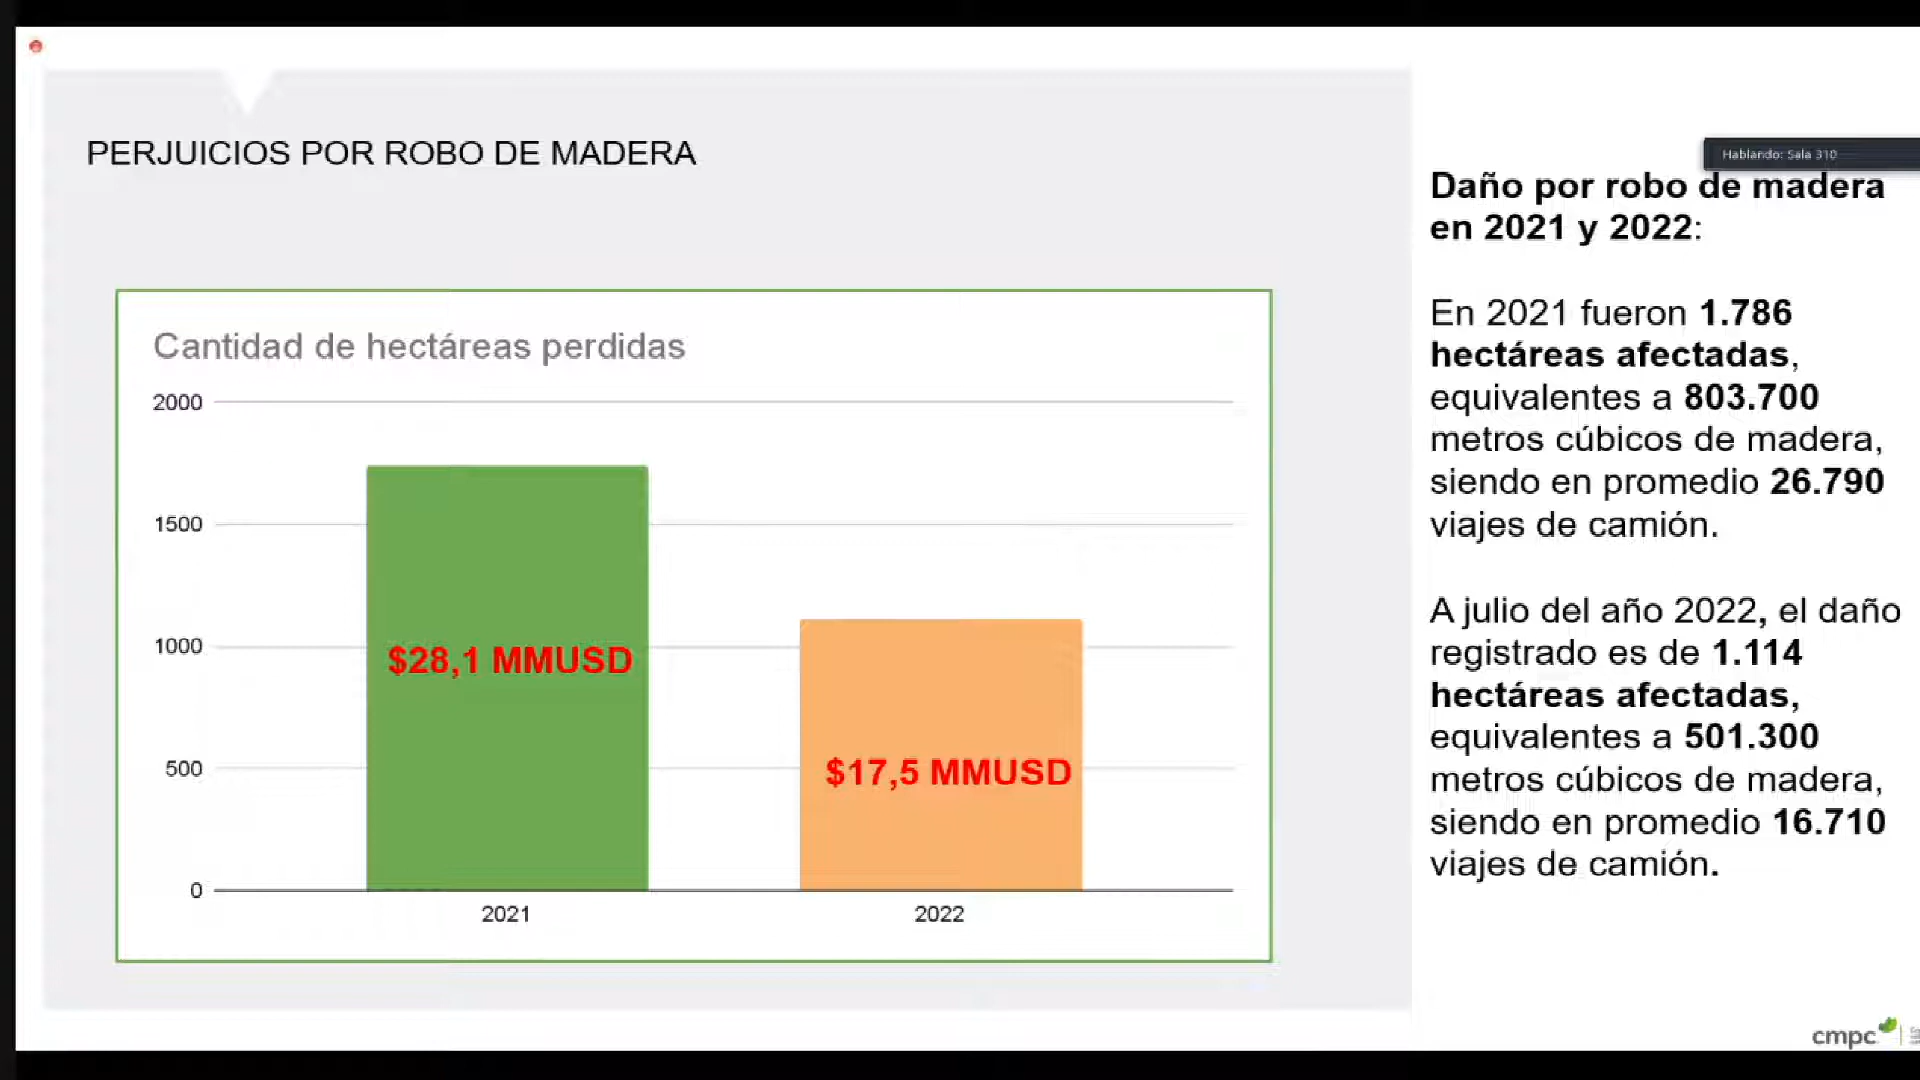 PERJUICIOS POR ROBO DE MADERA
Cantidad de hectáreas perdidas
2000
1500
1000
500
0
$28,1 MMUSD
$17,5 MMUSD
2021
2022
Hablando: Sala 310
Daño por robo de madera
en 2021 y 2022:
En 2021 fueron 1.786
hectáreas afectadas,
equivalentes a 803.700
metros cúbicos de madera,
siendo en promedio 26.790
viajes de camión.
A julio del año 2022, el daño
registrado es de 1.114
hectáreas afectadas,
equivalentes a 501.300
metros cúbicos de madera,
siendo en promedio 16.710
viajes de camión.
cmpc